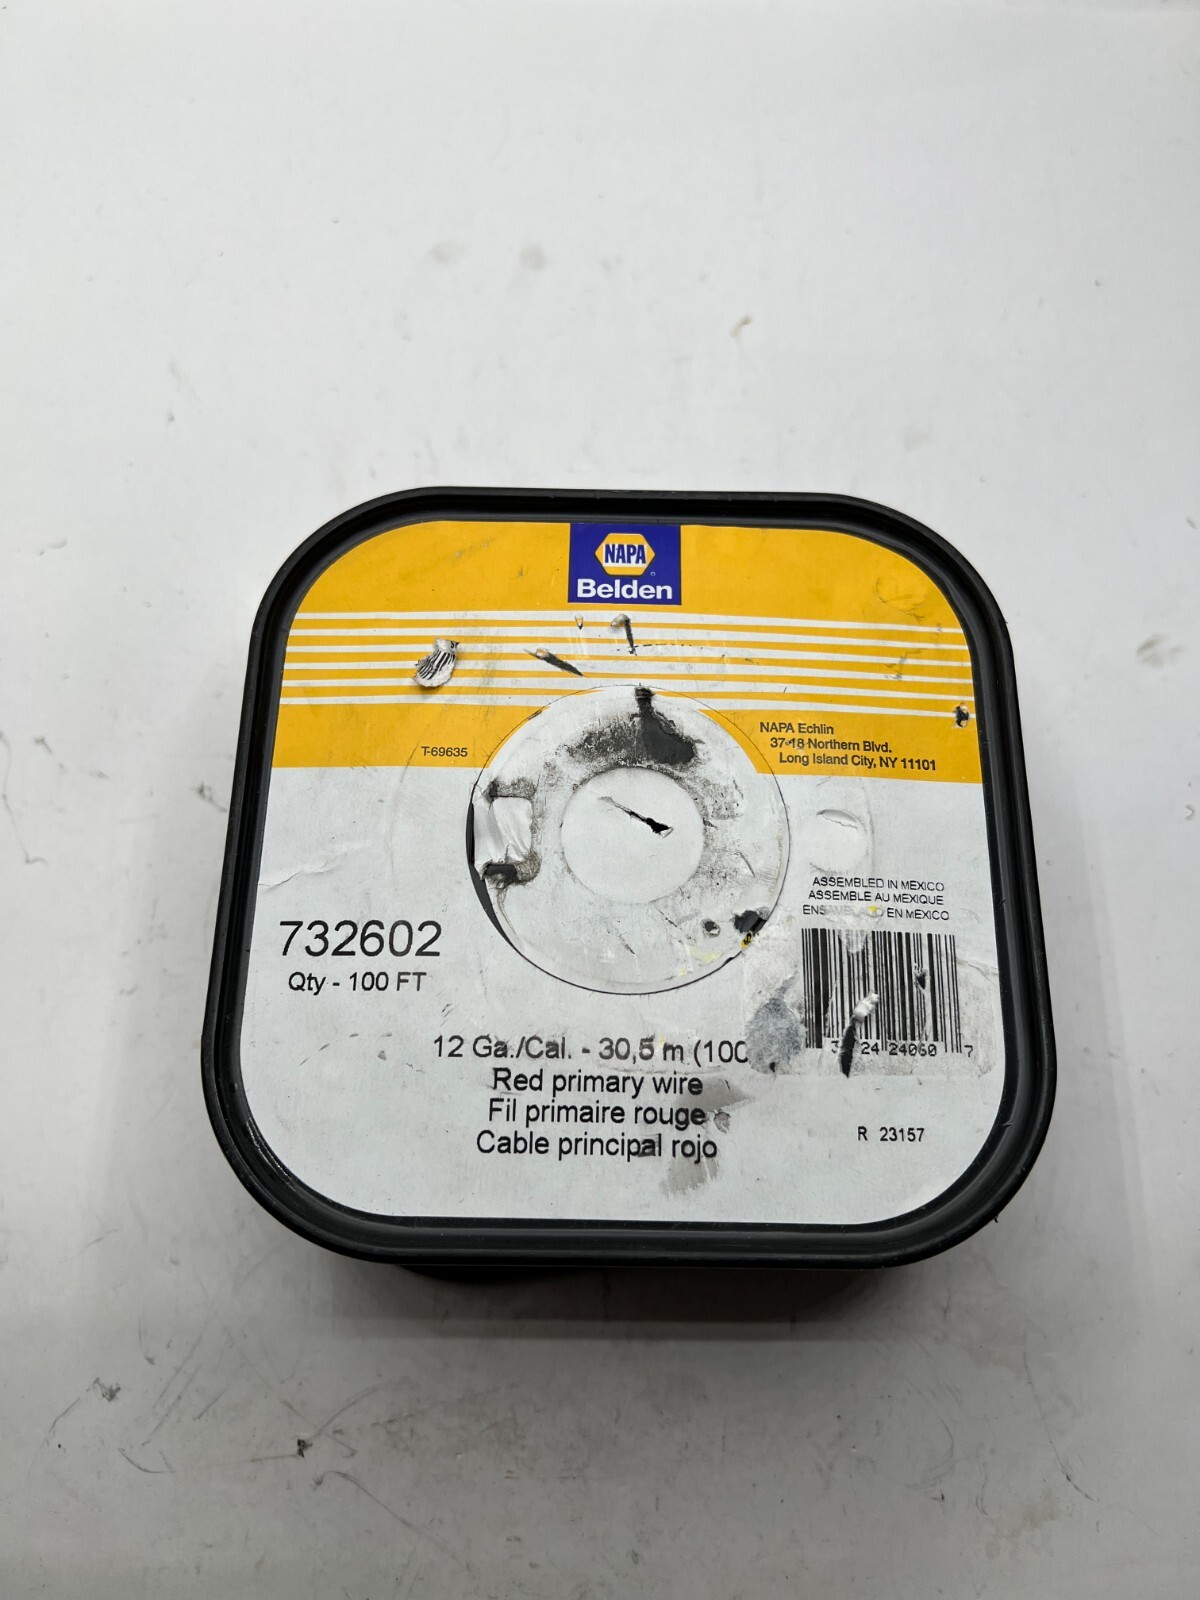 NAPA
Belden
T-69635
NAPA Echlin
37-18 Northern Blvd.
Long Island City, NY 11101
ASSEMBLED IN MEXICO
ASSEMBLE AU MEXIQUE
EN MEXICO
732602
Qty - 100 FT
24060 7
12 Ga./Cal. - 30,5 m (100
Red primary wire
Fil primaire rouge
Cable principal rojo
R 23157